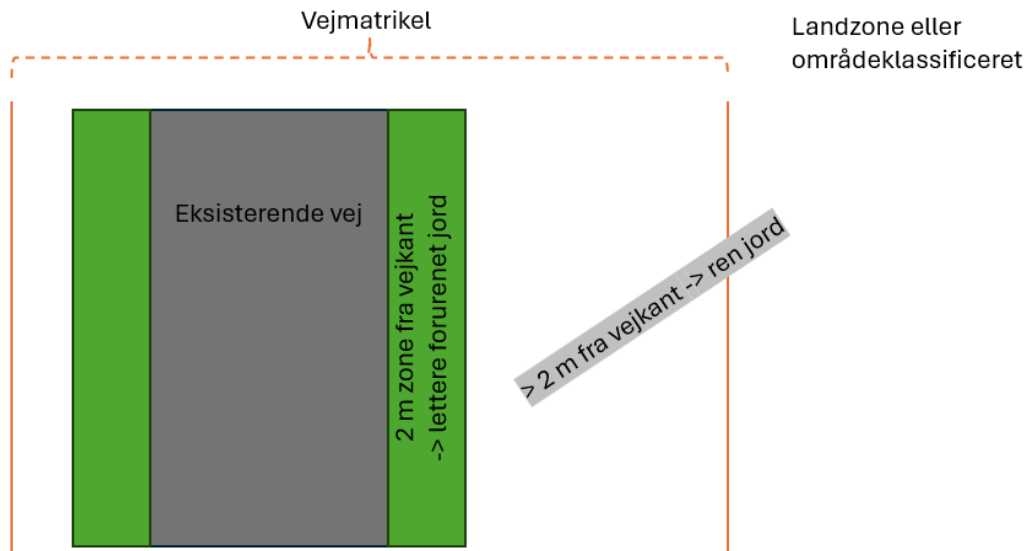 Vejmatrikel
Landzone eller
områdeklassificeret
Eksisterende vej
2 m zone fra vejkant
-> lettere forurenet jord
> 2 m fra vejkant -> ren jord